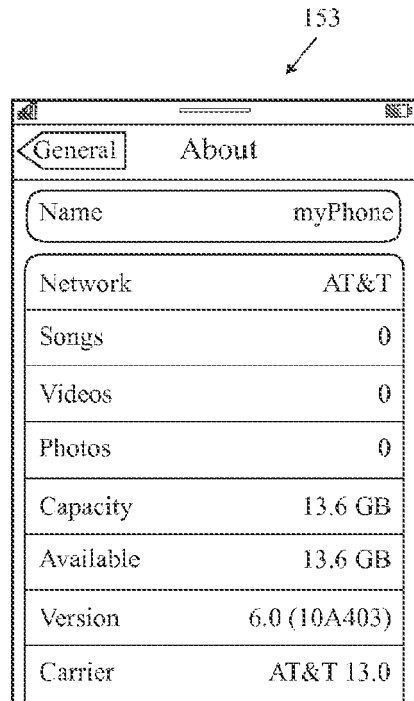 153
General About
Name myPhone
Network AT&T
Songs 0
Videos 0
Photos 0
Capacity 13.6 GB
Available 13.6 GB
Version 6.0 (10A403)
Carrier AT&T 13.0